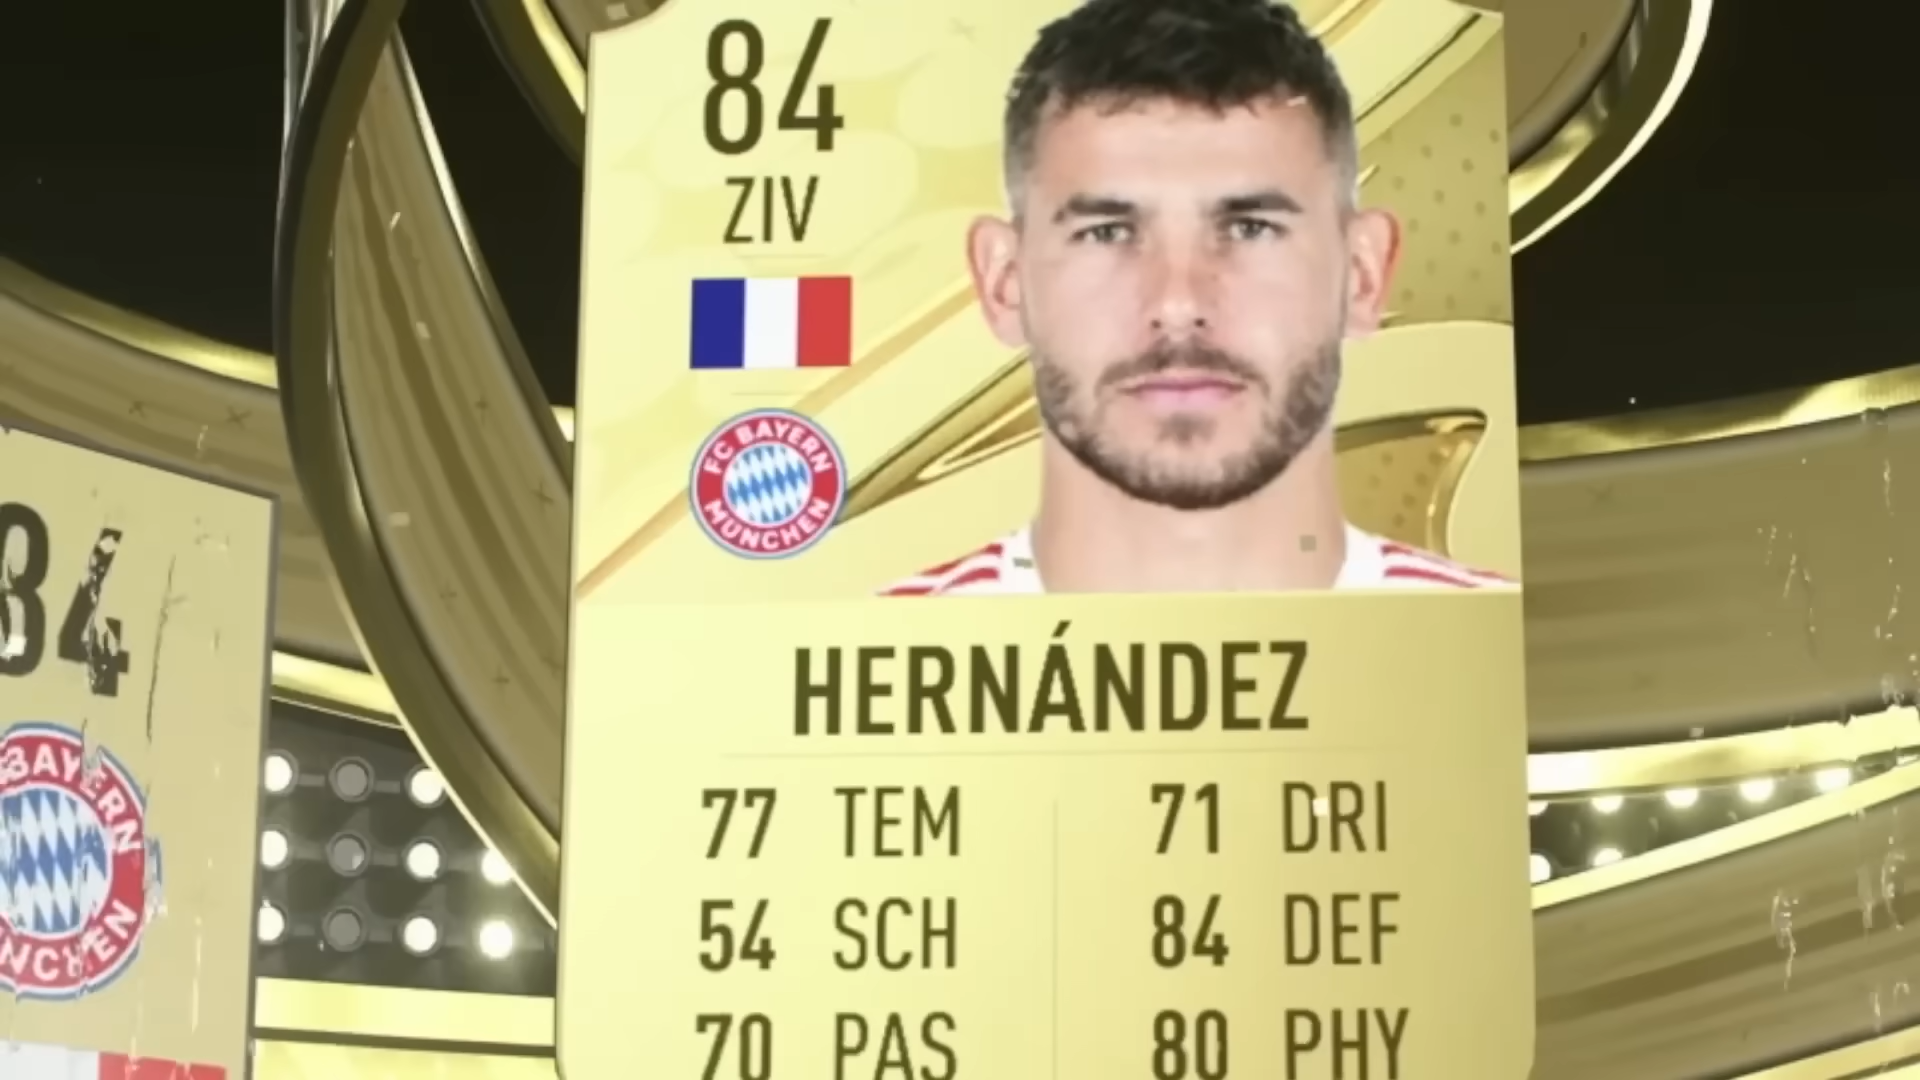 84
ZIV
FC BAYERN
MÜNCHEN
HERNÁNDEZ
77 TEM 71 DRI
54 SCH 84 DEF
70 PAS 80 PHY
84
BAYERN
NCHEN